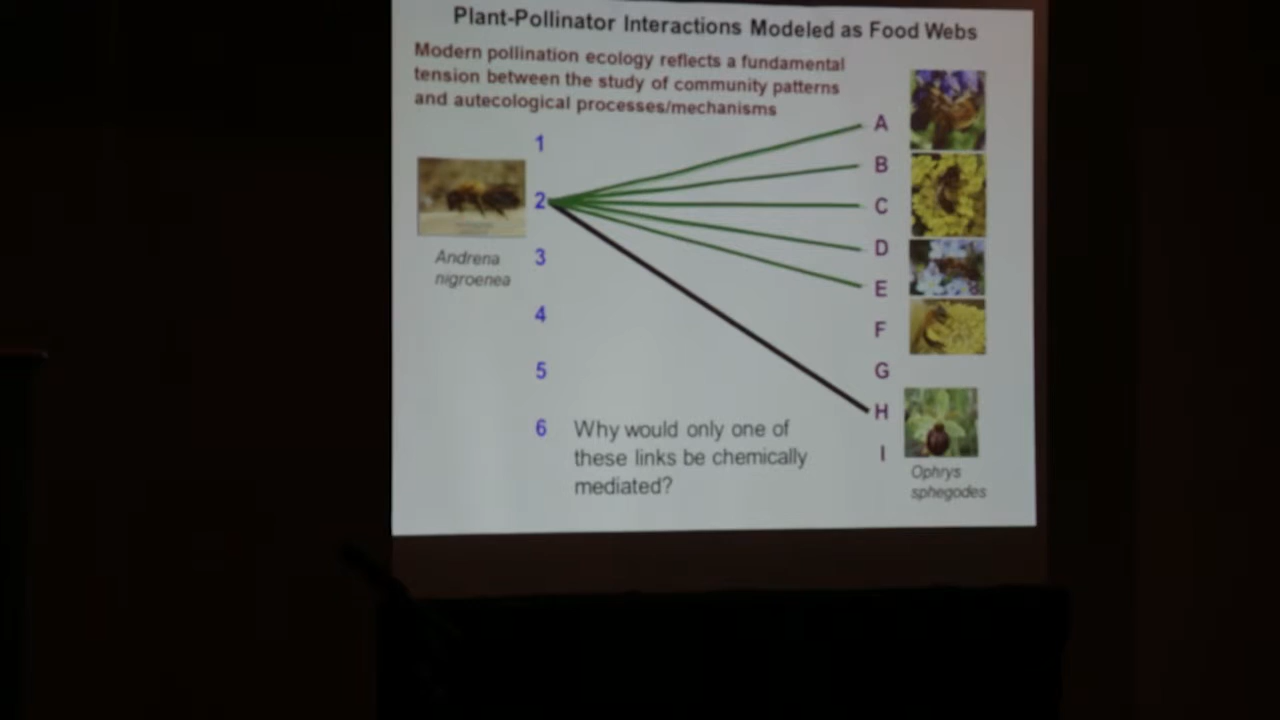 Plant-Pollinator Interactions Modeled as Food Webs
Modern pollination ecology reflects a fundamental
tension between the study of community patterns
and autecological processes/mechanisms
1
2
3
4
5
6
Andrena
nigroenea
A
B
C
D
E
F
G
H
I
Why would only one of
these links be chemically
mediated?
Ophrys
sphegodes